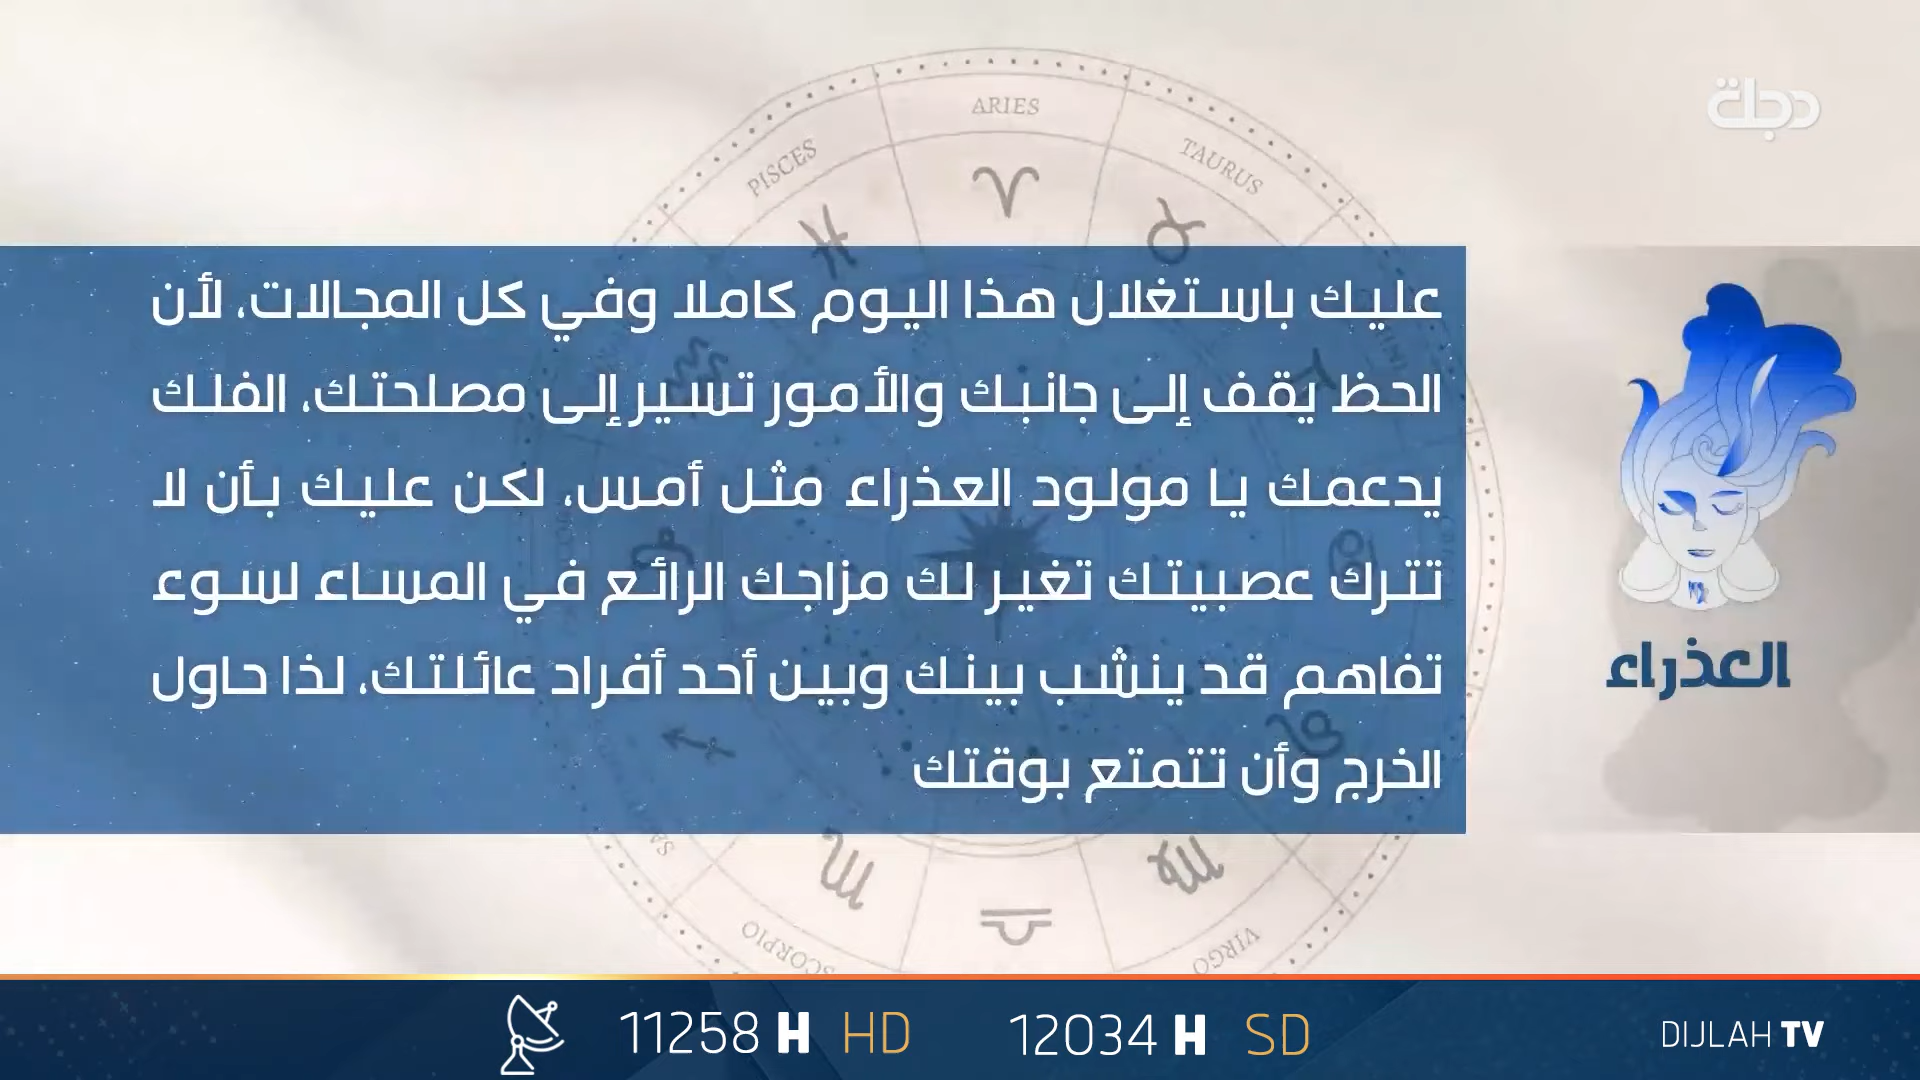 دجلة
ARIES
PISCES
TAURUS
عليك باستغلال هذا اليوم كاملا وفي كل المجالات، لأن
الحظ يقف إلى جانبك والأمور تسير إلى مصلحتك، الفلك
يدعمك يا مولود العذراء مثل أمس، لكن عليك بأن لا
تترك عصبيتك تغير لك مزاجك الرائع في المساء لسوء
تفاهم قد ينشب بينك وبين أحد أفراد عائلتك، لذا حاول
الخرج وأن تتمتع بوقتك
العذراء
SCORPIO
VIRGO
11258 H HD
12034 H SD
DIJLAH TV